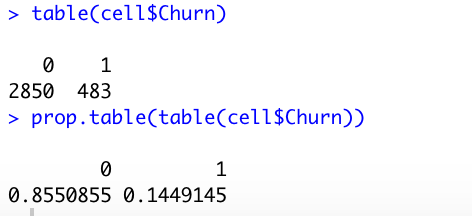 > table(cell$Churn)
0 1
2850 483
> prop.table(table(cell$Churn))
0 1
0.8550855 0.1449145